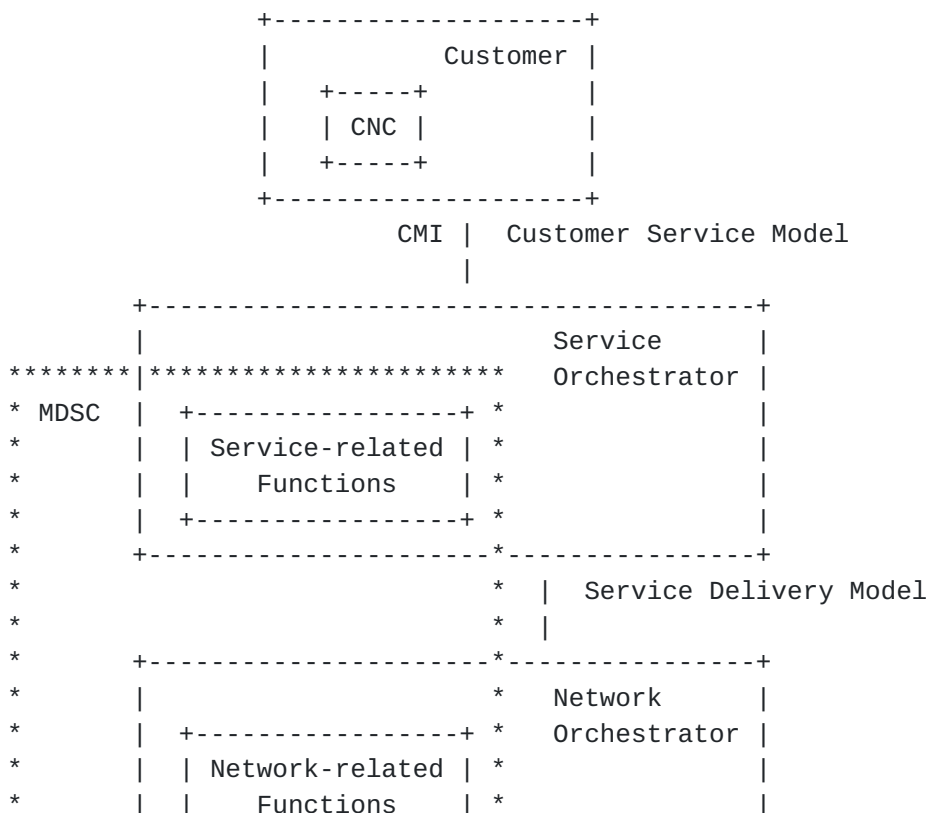 +--------------------+
                |           Customer |
                |   +-----+          |
                |   | CNC |          |
                |   +-----+          |
                +--------------------+
                         CMI |  Customer Service Model
                             |
        +---------------------------------------+
        |                          Service      |
********|***********************   Orchestrator |
* MDSC  |  +-----------------+ *                |
*       |  | Service-related | *                |
*       |  |    Functions    | *                |
*       |  +-----------------+ *                |
*       +----------------------*----------------+
*                              *  |  Service Delivery Model
*                              *  |
*       +----------------------*----------------+
*       |                      *   Network      |
*       |  +-----------------+ *   Orchestrator |
*       |  | Network-related | *                |
*       |  |    Functions    | *                |